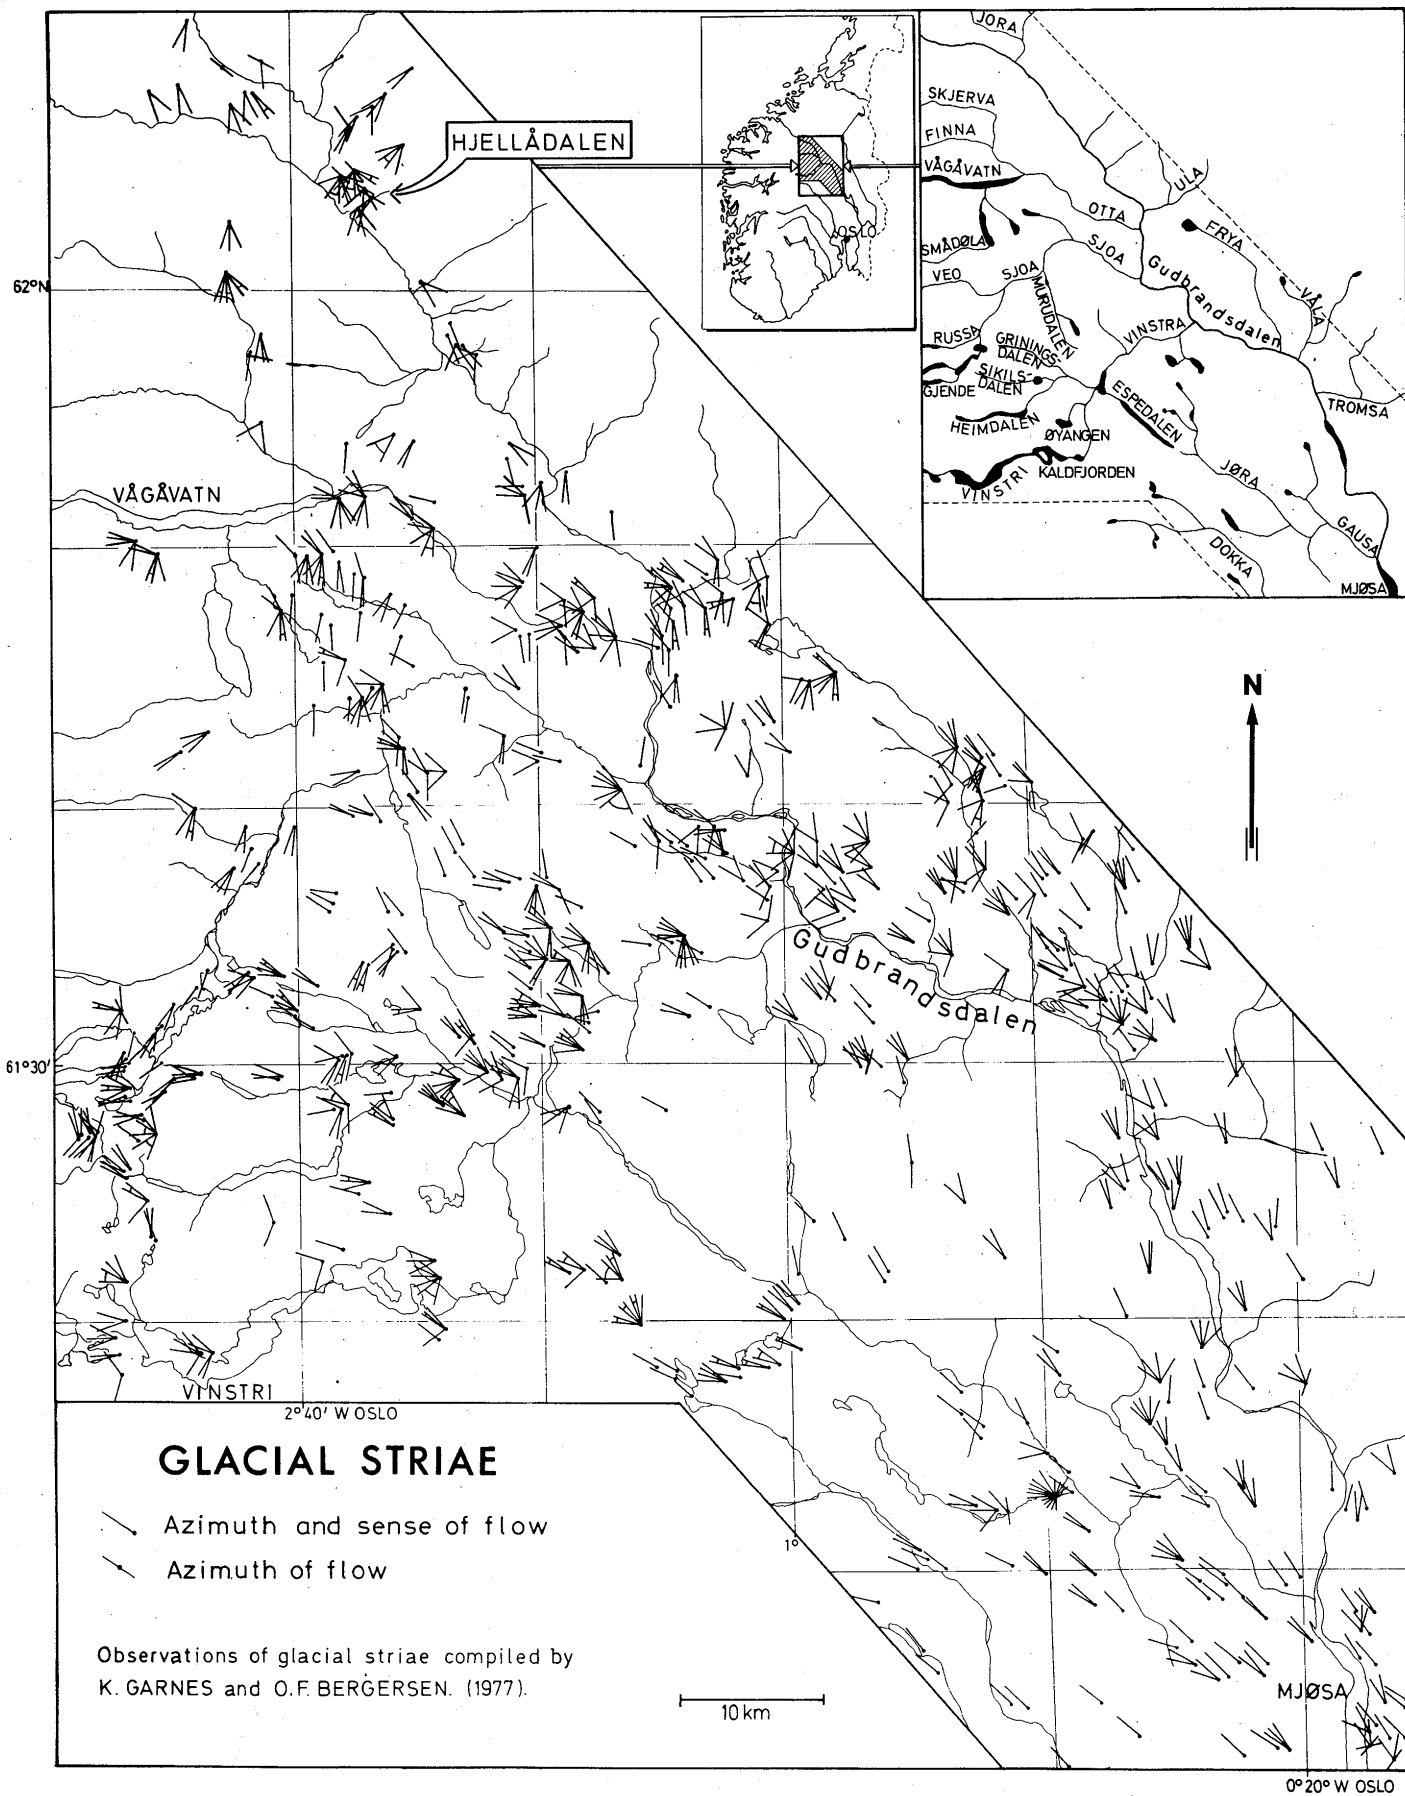 HJELLÅDALEN
OSLO
JORA
SKJERVA
FINNA
VÅGÅVATN
ULA
OTTA
FRYA
SMÅDØLA
SJOA
VEO
SJOA
Gudbrandsdalen
VÅLA
MURUDALEN
VINSTRA
RUSSA
GRININGS-
DALEN
SIKILS-
DALEN
GJENDE
ESPEDALEN
TROMSA
HEIMDALEN
ØYANGEN
VINSTRI
KALDFJORDEN
JØRA
GAUSA
DOKKA
MJØSA
62°N
VÅGÅVATN
N
Gudbrandsdalen
61°30'
VINSTRI
2°40' W OSLO
GLACIAL STRIAE
Azimuth and sense of flow
Azimuth of flow
1°
Observations of glacial striae compiled by
K. GARNES and O.F. BERGERSEN. (1977).
10 km
MJØSA
0°20° W OSLO